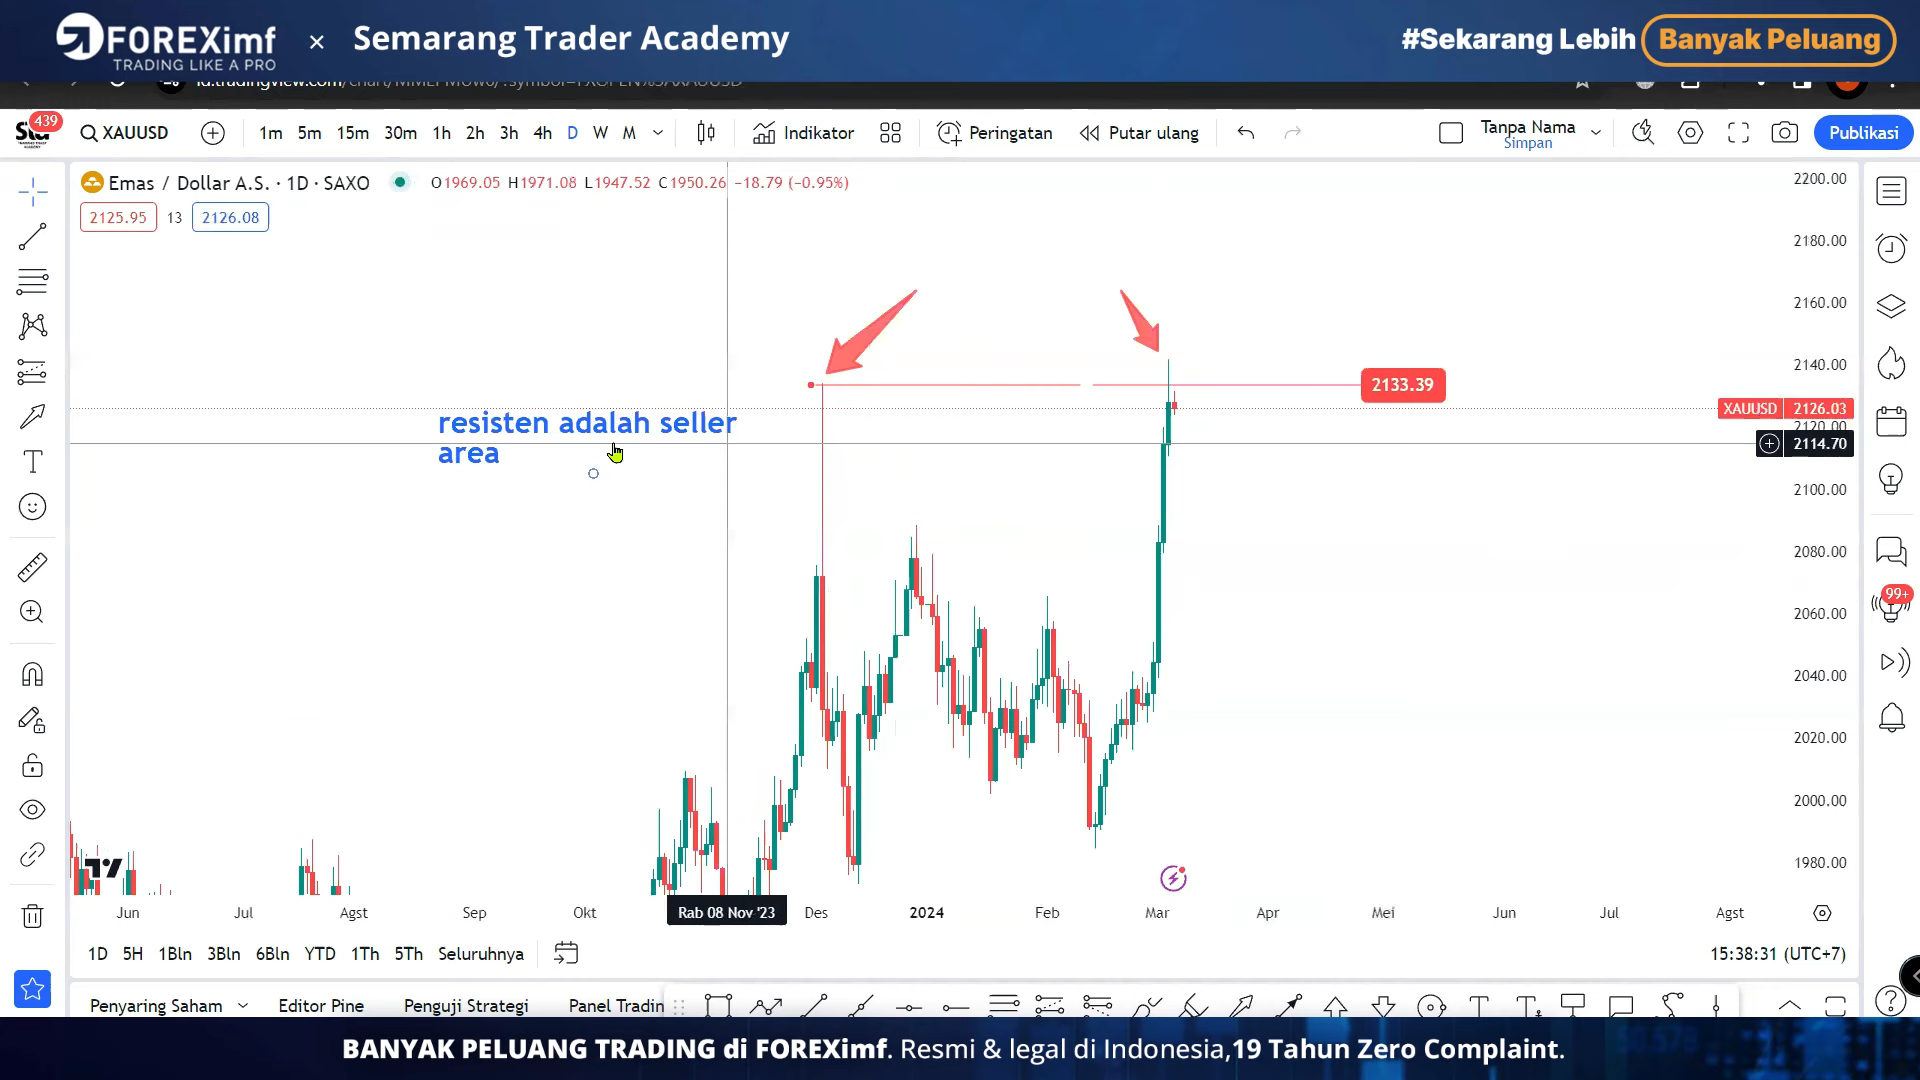 FOREXimf
TRADING LIKE A PRO
×
Semarang Trader Academy
#Sekarang Lebih Banyak Peluang
439
XAUUSD
1m 5m 15m 30m 1h 2h 3h 4h D W M
Indikator
Peringatan
Putar ulang
Tanpa Nama
Simpan
Publikasi
Emas / Dollar A.S. · 1D · SAXO
O1969.05 H1971.08 L1947.52 C1950.26 −18.79 (−0.95%)
2125.95 13 2126.08
2200.00
2180.00
2160.00
2140.00
2133.39
XAUUSD 2126.03
2120.00
2114.70
resisten adalah seller
area
2100.00
2080.00
2060.00
99+
2040.00
2020.00
2000.00
1980.00
Jun Jul Agst Sep Okt Rab 08 Nov '23 Des 2024 Feb Mar Apr Mei Jun Jul Agst
1D 5H 1Bln 3Bln 6Bln YTD 1Th 5Th Seluruhnya
15:38:31 (UTC+7)
Penyaring Saham Editor Pine Penguji Strategi Panel Tradin
BANYAK PELUANG TRADING di FOREXimf. Resmi & legal di Indonesia,19 Tahun Zero Complaint.